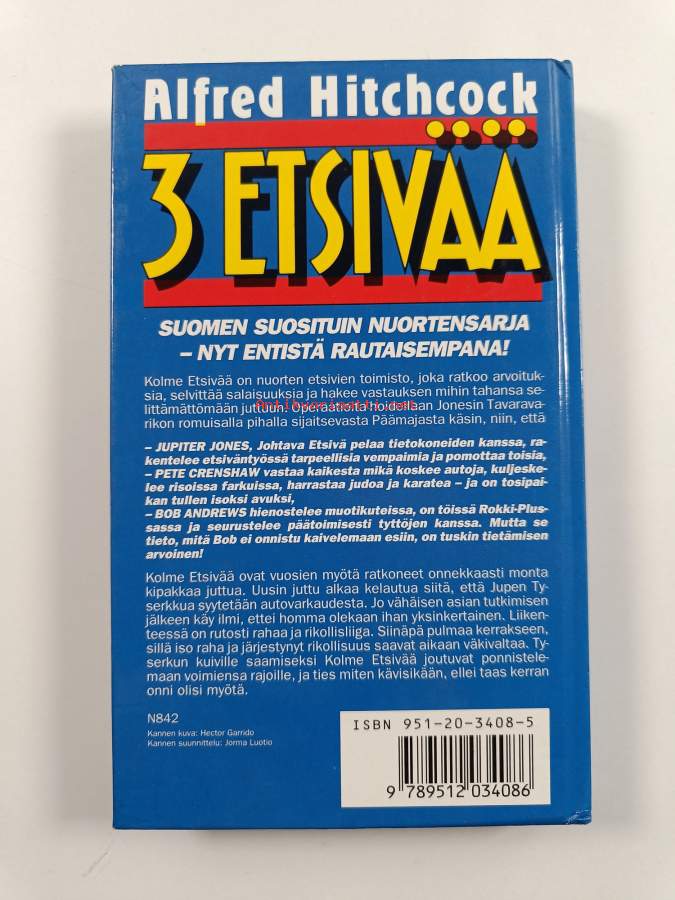 Alfred Hitchcock
3 ETSIVÄÄ
SUOMEN SUOSITUIN NUORTENSARJA
– NYT ENTISTÄ RAUTAISEMPANA!
Kolme Etsivää on nuorten etsivien toimisto, joka ratkoo arvoituk-
sia, selvittää salaisuuksia ja hakee vastauksen mihin tahansa se-
littämättömään juttuun. Operaatioita hoidellaan Jonesin Tavarava-
rikon romuisalla pihalla sijaitsevasta Päämajasta käsin, niin, että
– JUPITER JONES, Johtava Etsivä pelaa tietokoneiden kanssa, ra-
kentelee etsiväntyössä tarpeellisia vempaimia ja pomottaa toisia,
– PETE CRENSHAW vastaa kaikesta mikä koskee autoja, kuljeske-
lee risoissa farkuissa, harrastaa judoa ja karatea – ja on tosipai-
kan tullen isoksi avuksi,
– BOB ANDREWS hienostelee muotikuteissa, on töissä Rokki-Plus-
sassa ja seurustelee päätoimisesti tyttöjen kanssa. Mutta se
tieto, mitä Bob ei onnistu kaivelemaan esiin, on tuskin tietämisen
arvoinen!
Kolme Etsivää ovat vuosien myötä ratkoneet onnekkaasti monta
kipakkaa juttua. Uusin juttu alkaa kelautua siitä, että Jupen Ty-
serkkua syytetään autovarkaudesta. Jo vähäisen asian tutkimisen
jälkeen käy ilmi, ettei homma olekaan ihan yksinkertainen. Liiken-
teessä on rutosti rahaa ja rikollisliiga. Siinäpä pulmaa kerrakseen,
sillä iso raha ja järjestynyt rikollisuus saavat aikaan väkivaltaa. Ty-
serkun kuiville saamiseksi Kolme Etsivää joutuvat ponnistele-
maan voimiensa rajoille, ja ties miten kävisikään, ellei taas kerran
onni olisi myötä.
N842
Kannen kuva: Hector Garrido
Kannen suunnittelu: Jorma Luotio
ISBN 951-20-3408-5
9 789512 034086